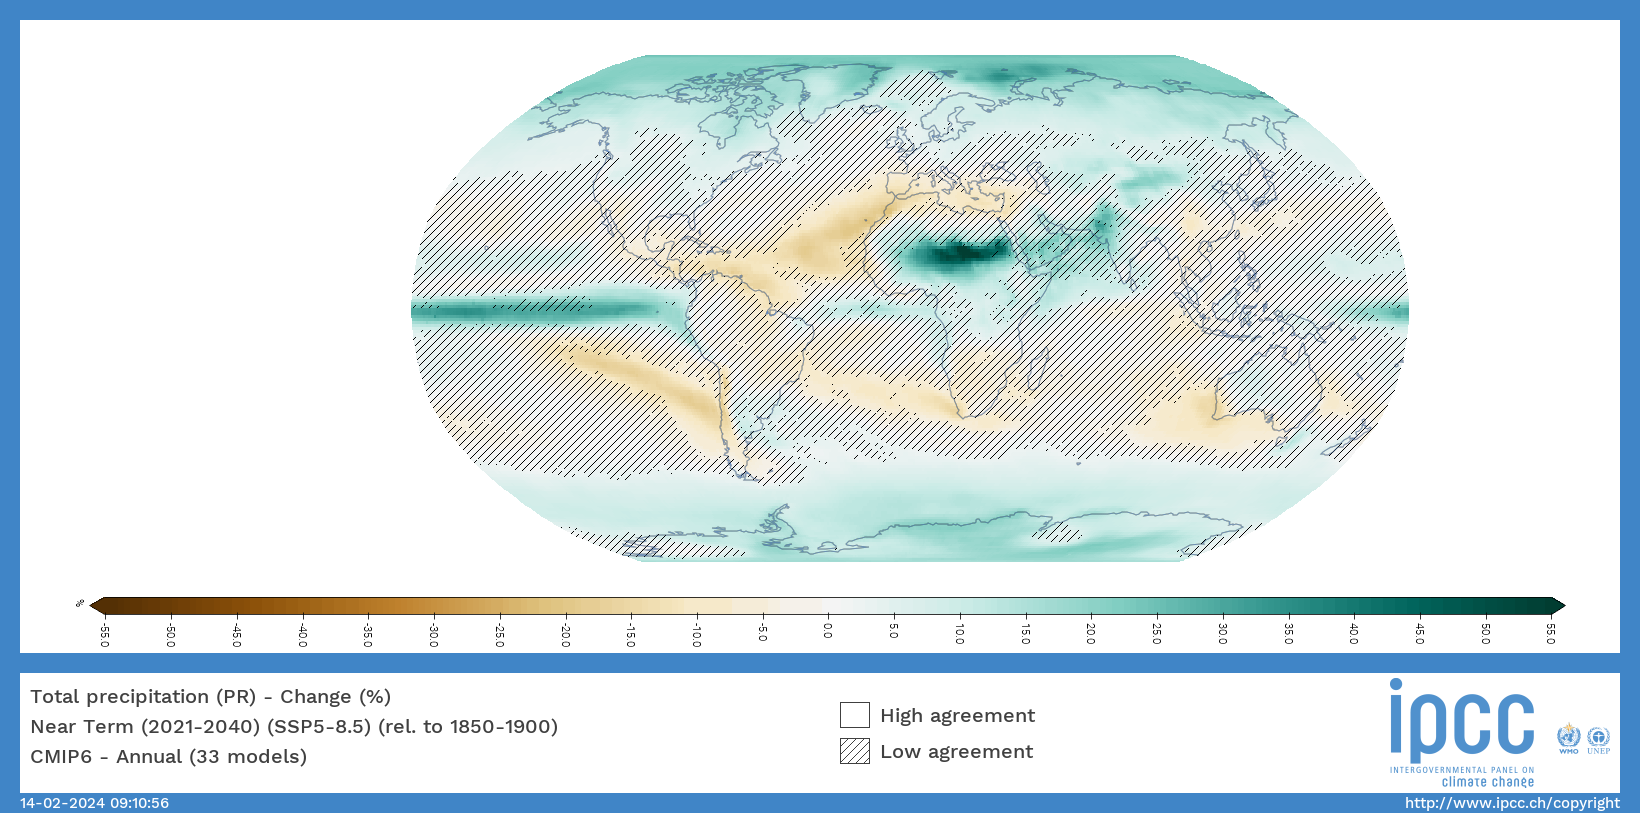 %
-55.0 -50.0 -45.0 -40.0 -35.0 -30.0 -25.0 -20.0 -15.0 -10.0 -5.0 0.0 5.0 10.0 15.0 20.0 25.0 30.0 35.0 40.0 45.0 50.0 55.0
Total precipitation (PR) - Change (%)
Near Term (2021-2040) (SSP5-8.5) (rel. to 1850-1900)
CMIP6 - Annual (33 models)
High agreement
Low agreement
ipcc
INTERGOVERNMENTAL PANEL ON
climate change
WMO
UNEP
14-02-2024 09:10:56
http://www.ipcc.ch/copyright